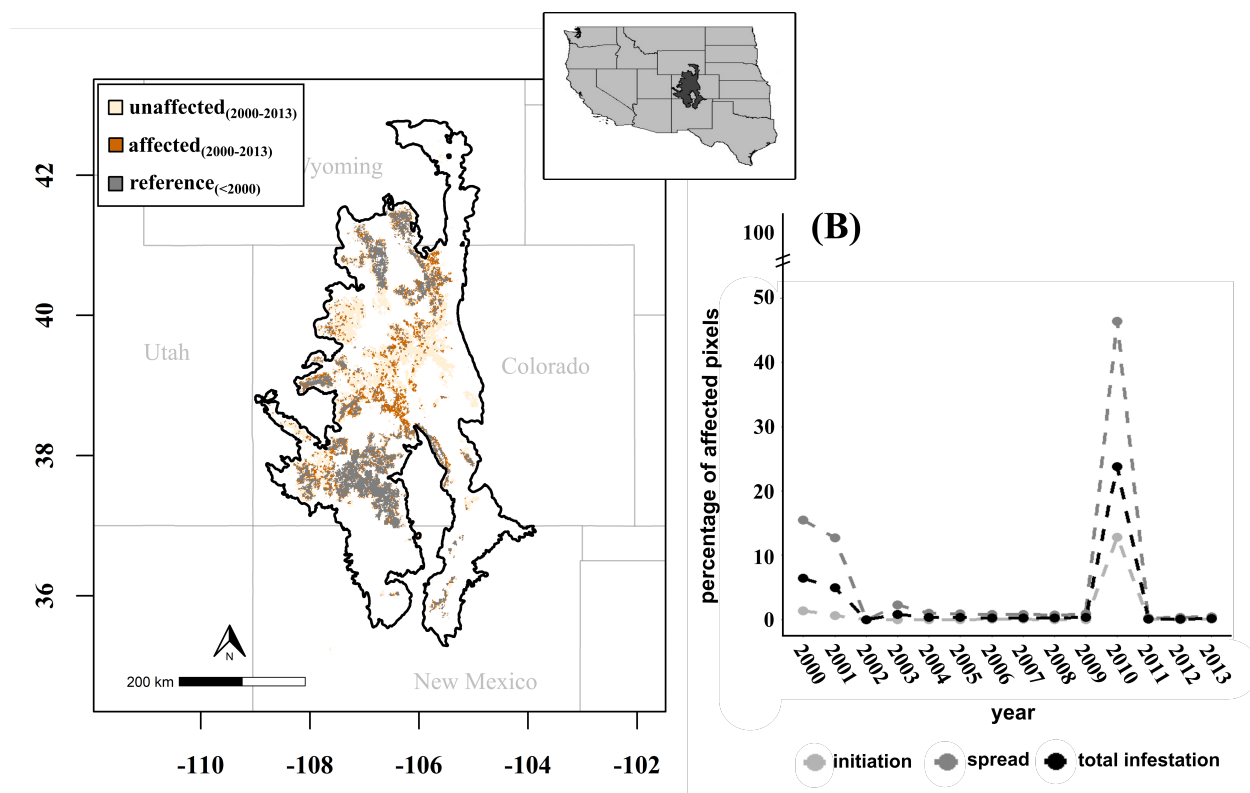 unaffected(2000-2013)
affected(2000-2013)
reference(<2000)
yoming
Utah
Colorado
New Mexico
42
40
38
36
N
200 km
-110 -108 -106 -104 -102
(B)
percentage of affected pixels
100
50
40
30
20
10
0
2000 2001 2002 2003 2004 2005 2006 2007 2008 2009 2010 2011 2012 2013
year
initiation spread total infestation